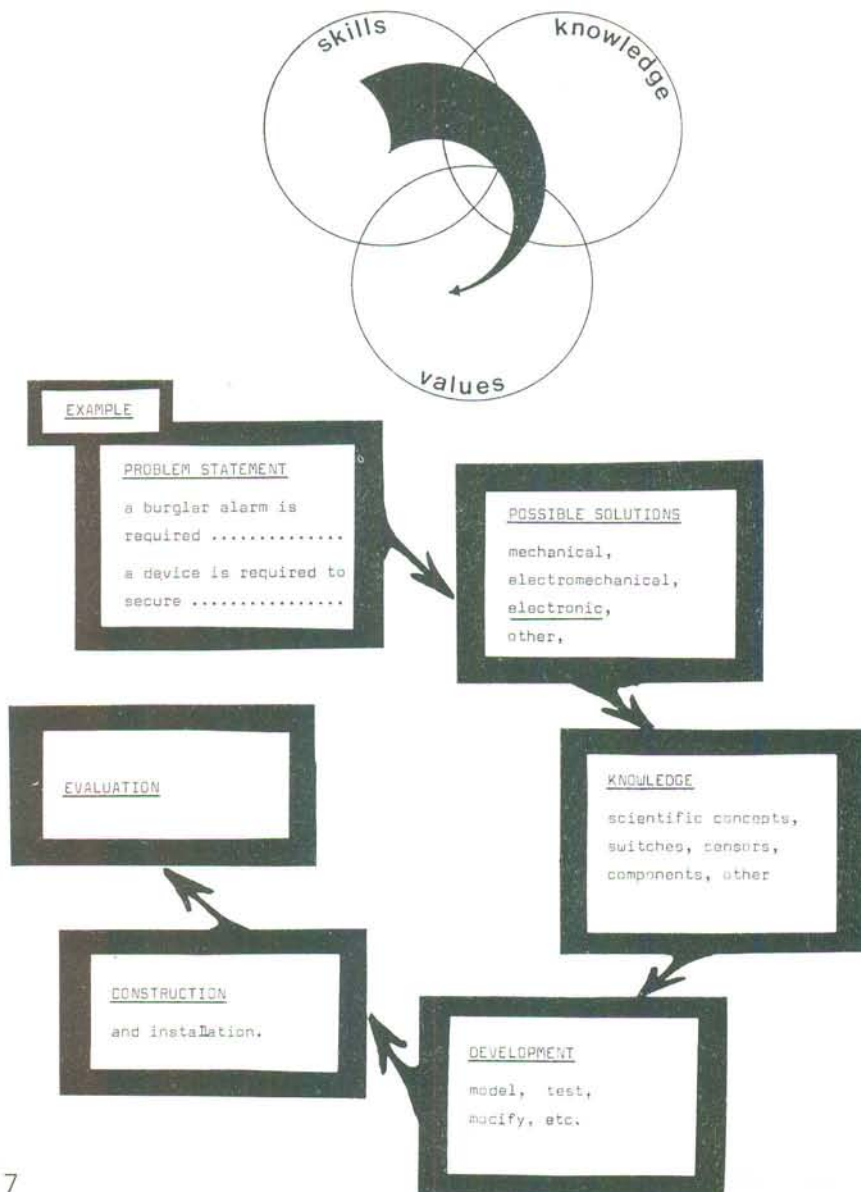 skills
knowledge
values
EXAMPLE
PROBLEM STATEMENT
a burglar alarm is
required ...............
a device is required to
secure .................
POSSIBLE SOLUTIONS
mechanical,
electromechanical,
electronic,
other,
KNOWLEDGE
scientific concepts,
switches, sensors,
components, other
DEVELOPMENT
model, test,
modify, etc.
CONSTRUCTION
and installation.
EVALUATION
7